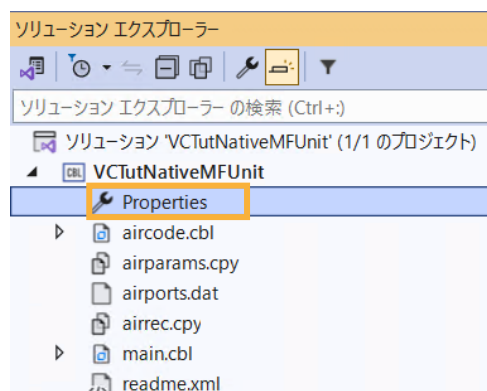 ソリューション エクスプローラー
ソリューション エクスプローラー の検索 (Ctrl+:)
ソリューション 'VCTutNativeMFUnit' (1/1 のプロジェクト)
CBL VCTutNativeMFUnit
Properties
aircode.cbl
airparams.cpy
airports.dat
airrec.cpy
main.cbl
readme.xml